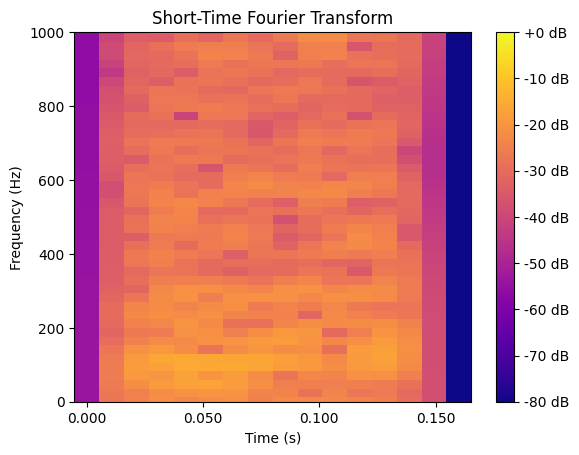 Short-Time Fourier Transform
1000
800
600
400
200
0
Frequency (Hz)
0.000
0.050
0.100
0.150
Time (s)
+0 dB
-10 dB
-20 dB
-30 dB
-40 dB
-50 dB
-60 dB
-70 dB
-80 dB